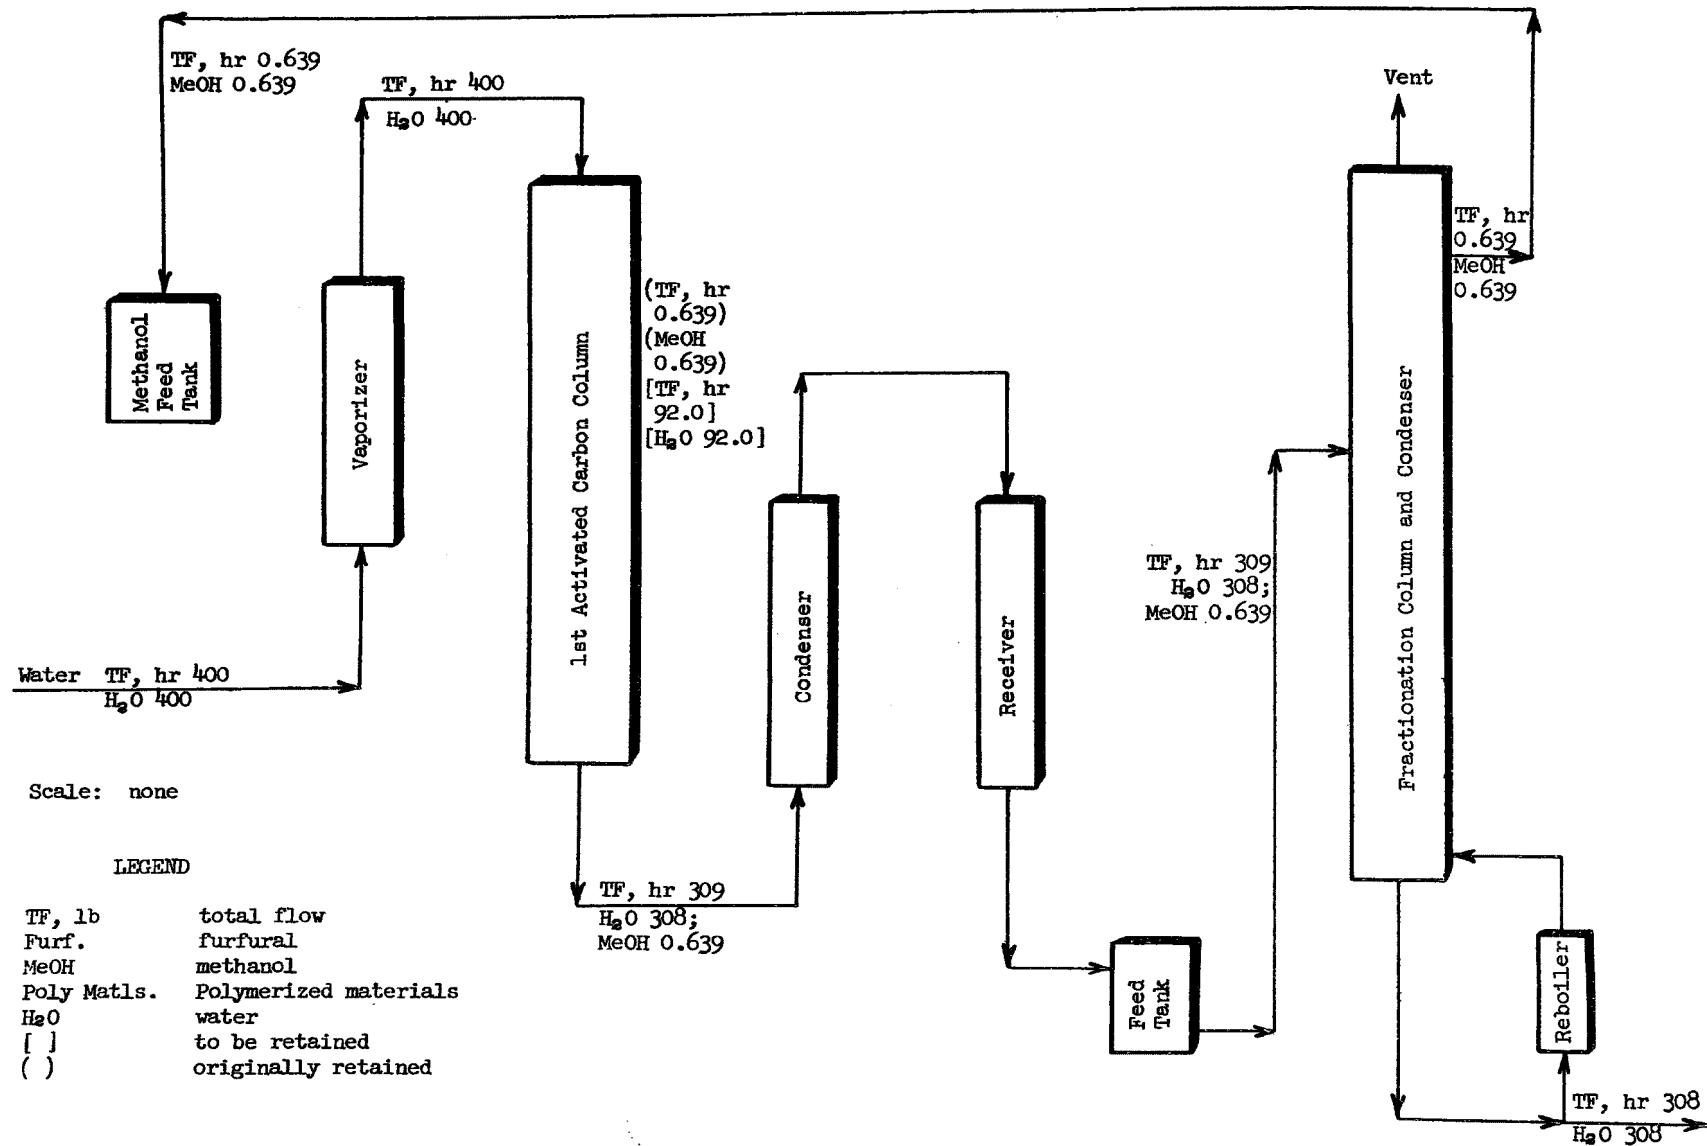 TF, hr 0.639
MeOH 0.639
TF, hr 400
H₂O 400
Vent
TF, hr
0.639
MeOH
0.639
(TF, hr
0.639)
(MeOH
0.639)
[TF, hr
92.0]
[H₂O 92.0]
Methanol
Feed
Tank
Vaporizer
1st Activated Carbon Column
Condenser
Receiver
Fractionation Column and Condenser
TF, hr 309
H₂O 308;
MeOH 0.639
Water TF, hr 400
H₂O 400
Scale: none
TF, hr 309
H₂O 308;
MeOH 0.639
Feed
Tank
Reboiler
TF, hr 308
H₂O 308
LEGEND
TF, lb total flow
Furf. furfural
MeOH methanol
Poly Matls. Polymerized materials
H₂O water
[ ] to be retained
( ) originally retained